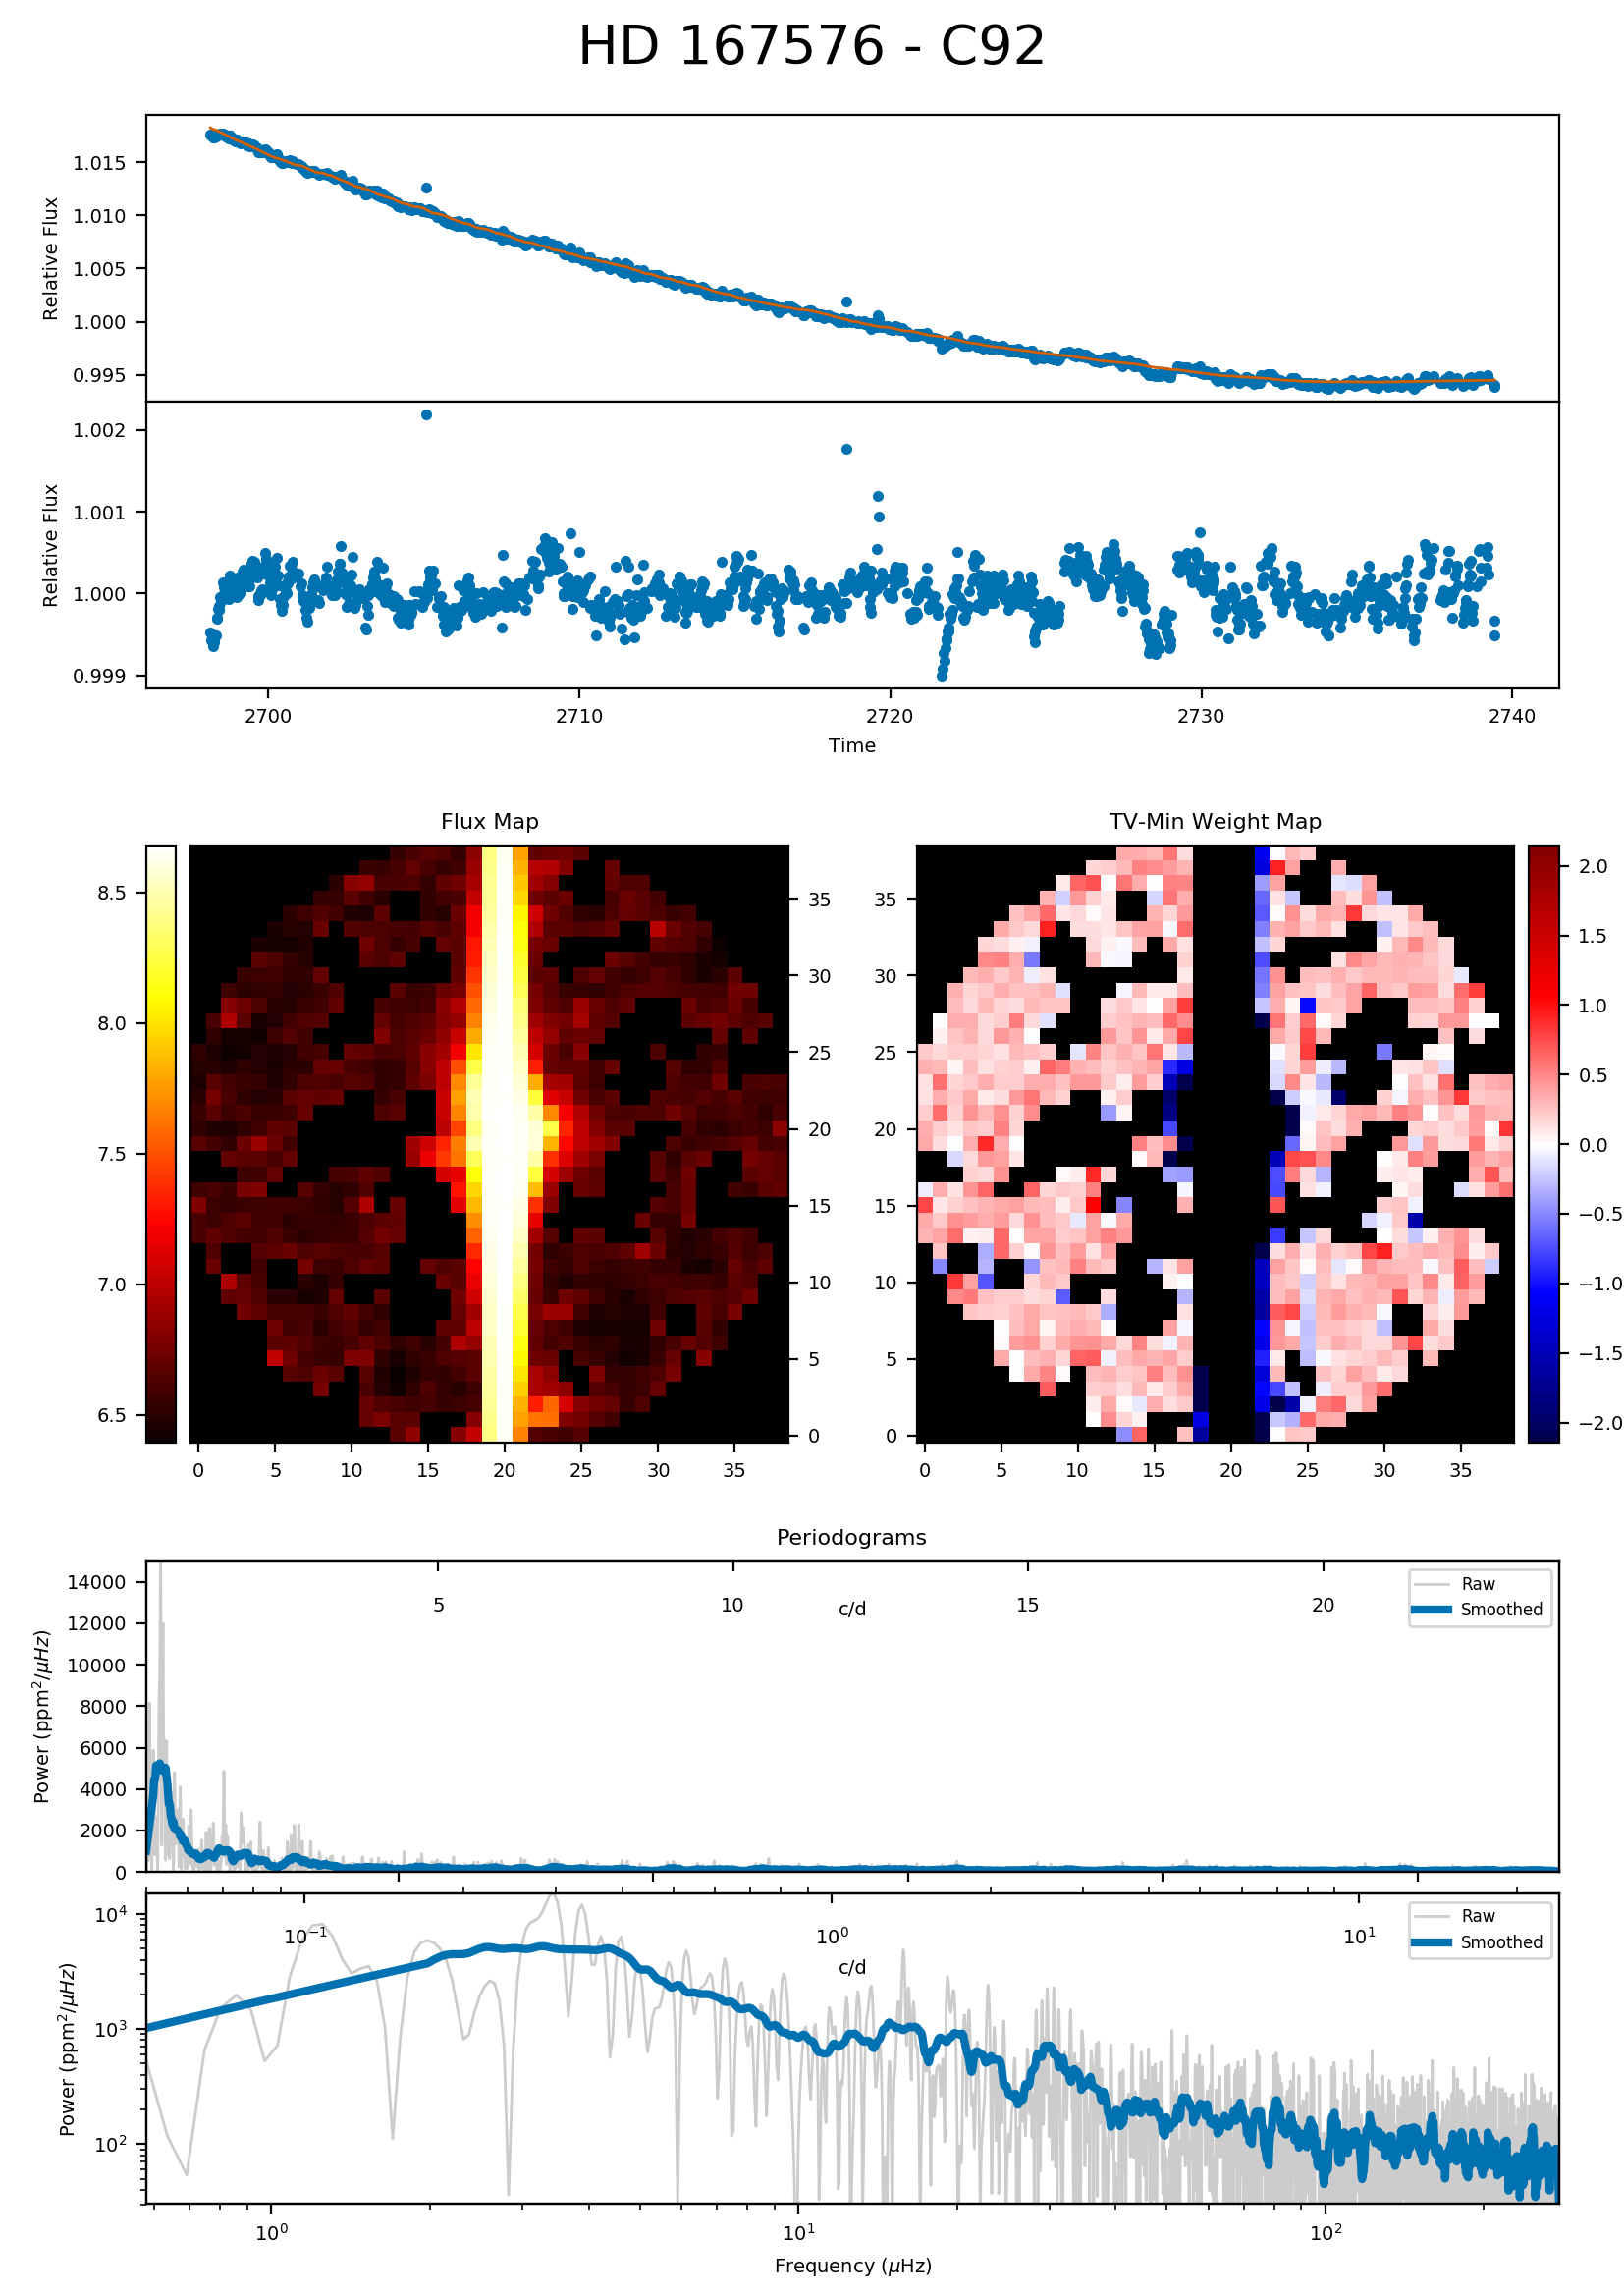 HD 167576 - C92
Relative Flux
1.015
1.010
1.005
1.000
0.995
Relative Flux
1.002
1.001
1.000
0.999
2700 2710 2720 2730 2740
Time
Flux Map
TV-Min Weight Map
8.5
8.0
7.5
7.0
6.5
35
30
25
20
15
10
5
0
0 5 10 15 20 25 30 35
35
30
25
20
15
10
5
0
0 5 10 15 20 25 30 35
2.0
1.5
1.0
0.5
0.0
−0.5
−1.0
−1.5
−2.0
Periodograms
Power (ppm²/μHz)
14000
12000
10000
8000
6000
4000
2000
0
5 10 15 20
c/d
Raw
Smoothed
Power (ppm²/μHz)
10⁴
10³
10²
10⁻¹ 10⁰ 10¹
c/d
Raw
Smoothed
10⁰ 10¹ 10²
Frequency (μHz)